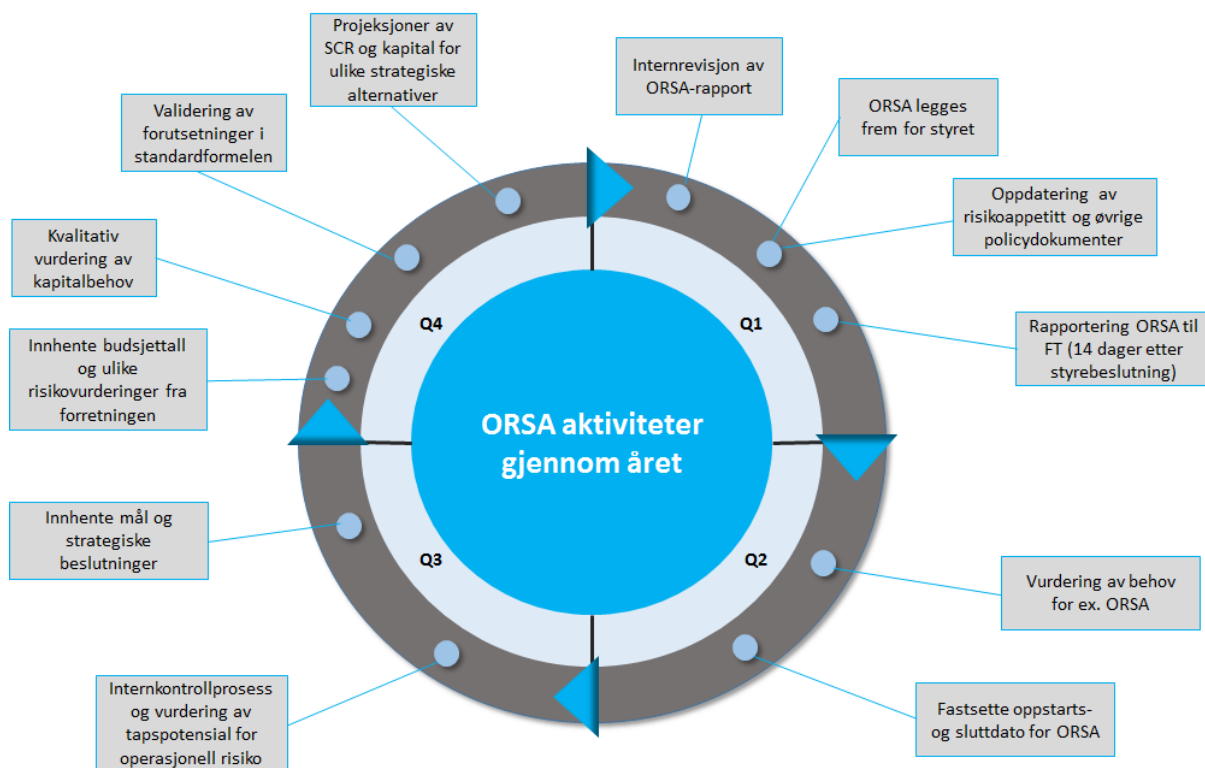 Projeksjoner av
SCR og kapital for
ulike strategiske
alternativer
Internrevisjon av
ORSA-rapport
ORSA legges
frem for styret
Validering av
forutsetninger i
standardformelen
Oppdatering av
risikoappetitt og øvrige
policydokumenter
Kvalitativ
vurdering av
kapitalbehov
Q4
Q1
Rapportering ORSA til
FT (14 dager etter
styrebeslutning)
Innhente budsjettall
og ulike
risikovurderinger fra
forretningen
ORSA aktiviteter
gjennom året
Innhente mål og
strategiske
beslutninger
Q3
Q2
Vurdering av behov
for ex. ORSA
Internkontrollprosess
og vurdering av
tapspotensial for
operasjonell risiko
Fastsette oppstarts-
og sluttdato for ORSA